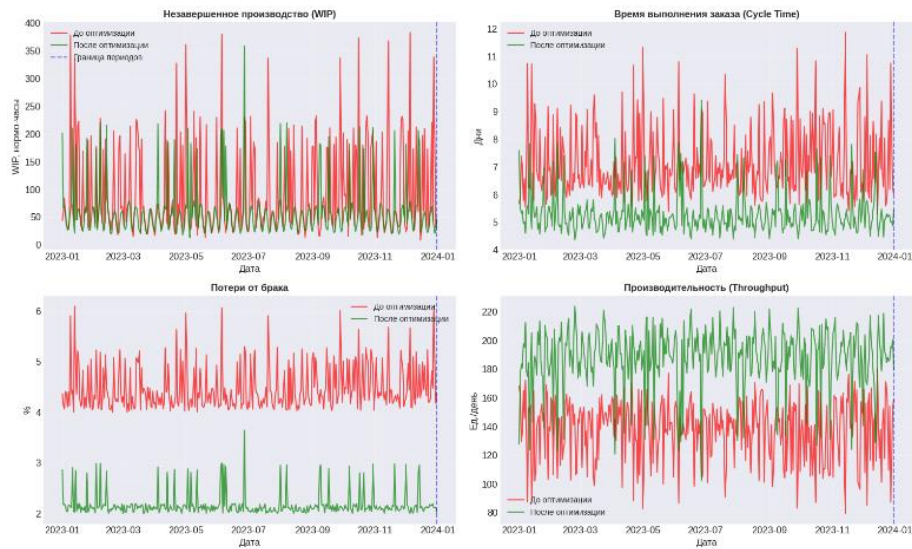 Незавершенное производство (WIP)
До оптимизации
После оптимизации
Граница периодов
WIP, нормо-часы
400
350
300
250
200
150
100
50
0
2023-01 2023-03 2023-05 2023-07 2023-09 2023-11 2024-01
Дата
Время выполнения заказа (Cycle Time)
До оптимизации
После оптимизации
Дни
12
11
10
9
8
7
6
5
4
2023-01 2023-03 2023-05 2023-07 2023-09 2023-11 2024-01
Дата
Потери от брака
До оптимизации
После оптимизации
%
6
5
4
3
2
2023-01 2023-03 2023-05 2023-07 2023-09 2023-11 2024-01
Дата
Производительность (Throughput)
Ед./день
220
200
180
160
140
120
100
80
До оптимизации
После оптимизации
2023-01 2023-03 2023-05 2023-07 2023-09 2023-11 2024-01
Дата